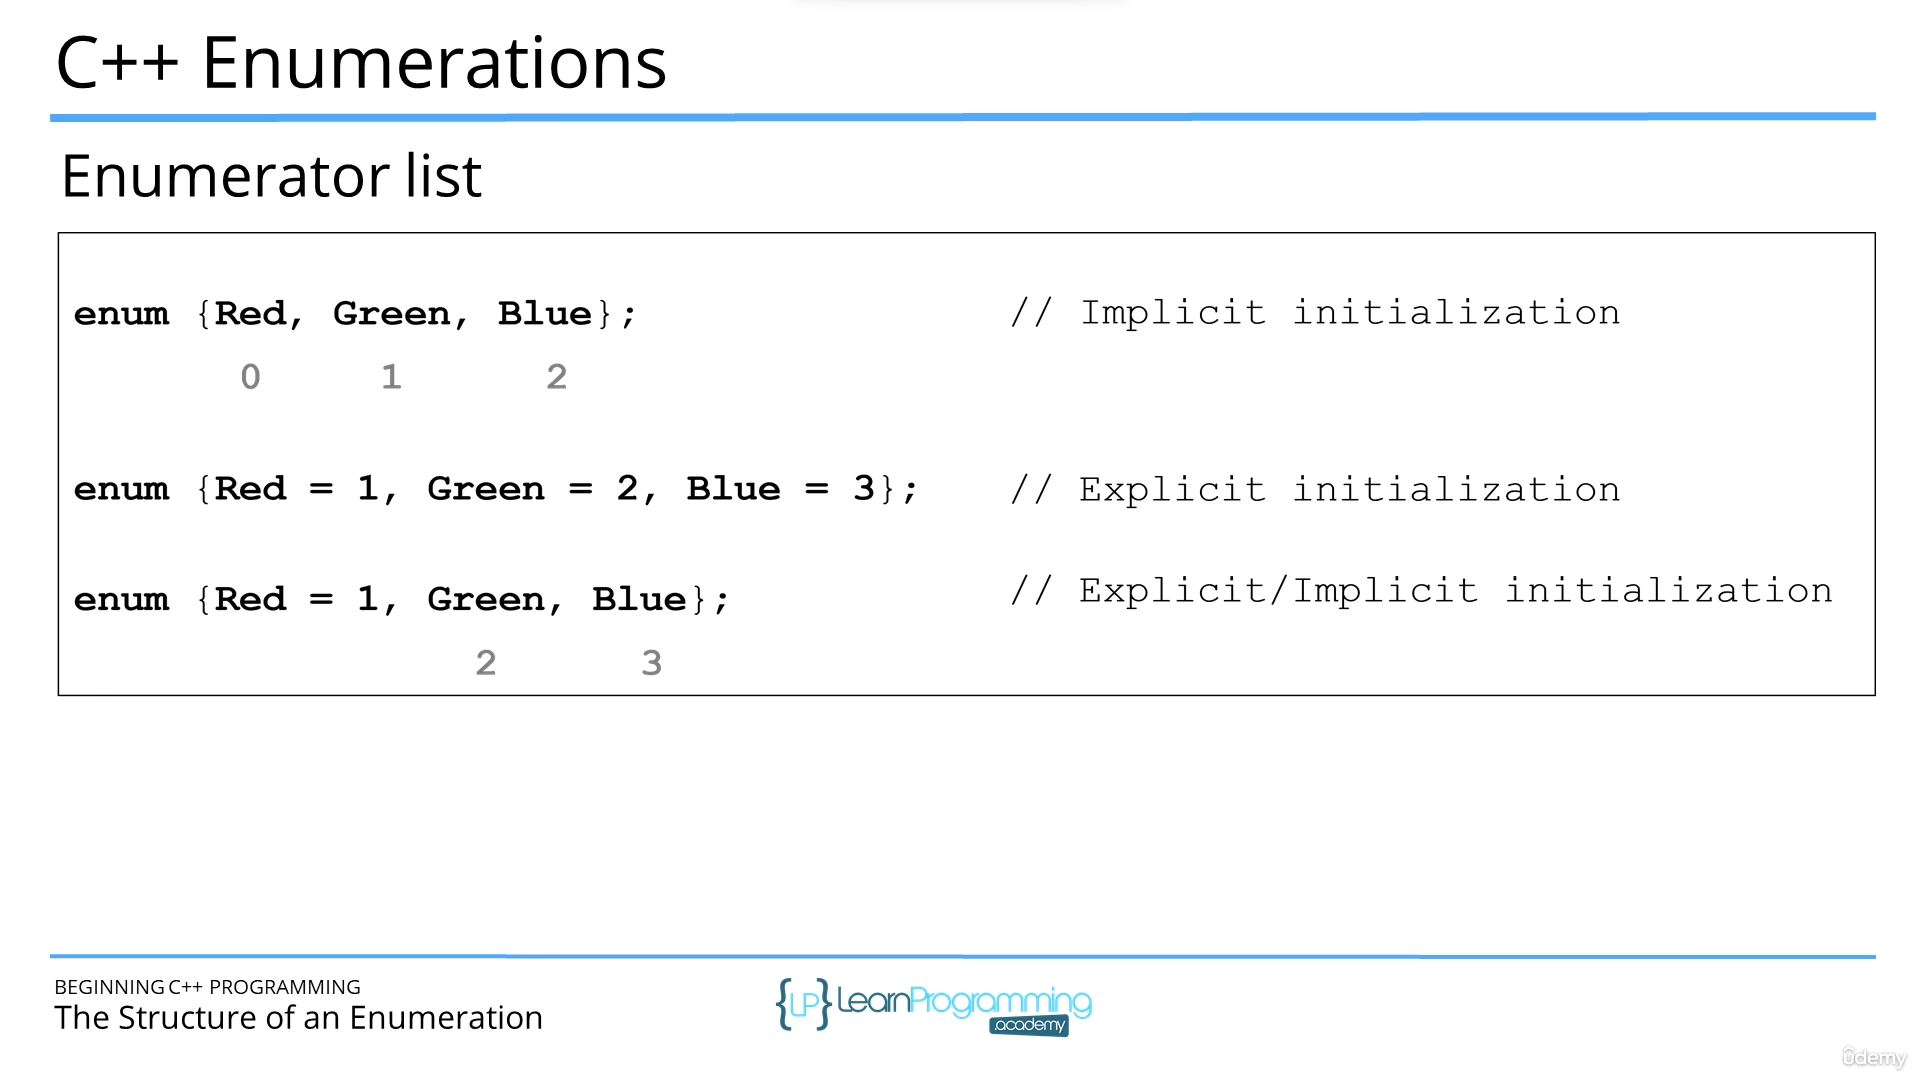 C++ Enumerations
Enumerator list
enum {Red, Green, Blue}; // Implicit initialization
0 1 2
enum {Red = 1, Green = 2, Blue = 3}; // Explicit initialization
enum {Red = 1, Green, Blue}; // Explicit/Implicit initialization
2 3
BEGINNING C++ PROGRAMMING
The Structure of an Enumeration
{LP} LearnProgramming
academy
ûdemy